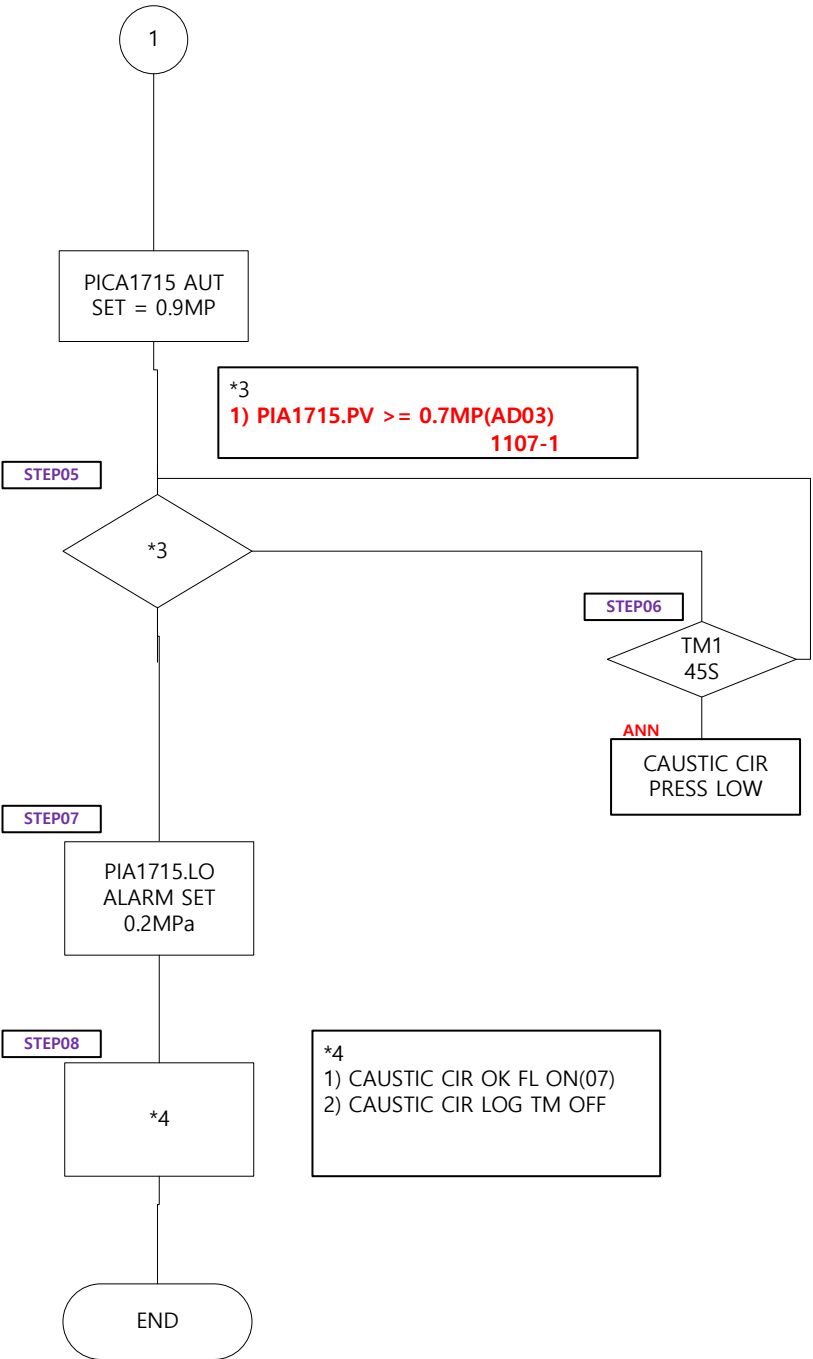 1
PICA1715 AUT
SET = 0.9MP
*3
1) PIA1715.PV >= 0.7MP(AD03)
1107-1
STEP05
*3
STEP06
TM1
45S
ANN
CAUSTIC CIR
PRESS LOW
STEP07
PIA1715.LO
ALARM SET
0.2MPa
STEP08
*4
*4
1) CAUSTIC CIR OK FL ON(07)
2) CAUSTIC CIR LOG TM OFF
END